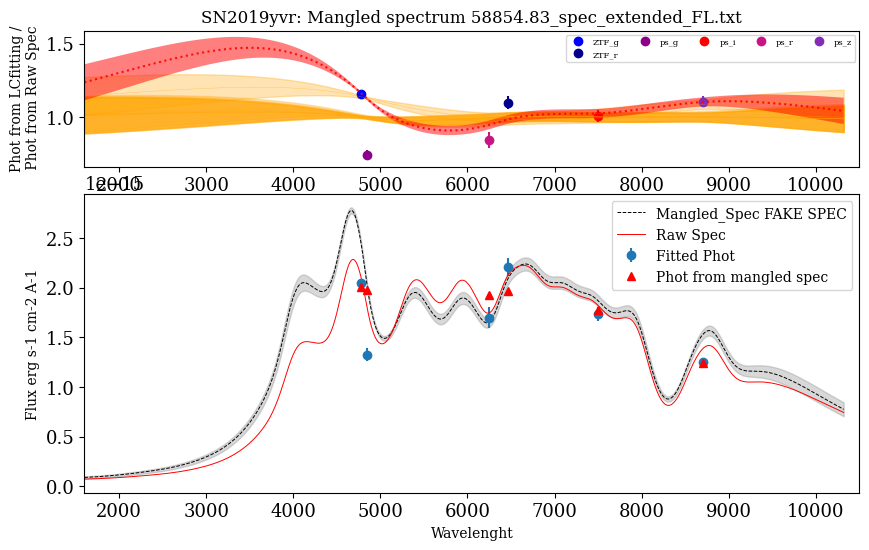 SN2019yvr: Mangled spectrum 58854.83_spec_extended_FL.txt
Phot from LCfitting /
Phot from Raw Spec
1.5
1.0
ZTF_g
ps_g
ps_i
ps_r
ps_z
ZTF_r
2000 3000 4000 5000 6000 7000 8000 9000 10000
1e−15
Flux erg s-1 cm-2 A-1
2.5
2.0
1.5
1.0
0.5
0.0
Mangled_Spec FAKE SPEC
Raw Spec
Fitted Phot
Phot from mangled spec
2000 3000 4000 5000 6000 7000 8000 9000 10000
Wavelenght